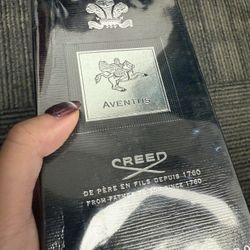 AVENTUS
CREED
DE PÈRE EN FILS DEPUIS 1760
FROM FATHER TO SON SINCE 1760